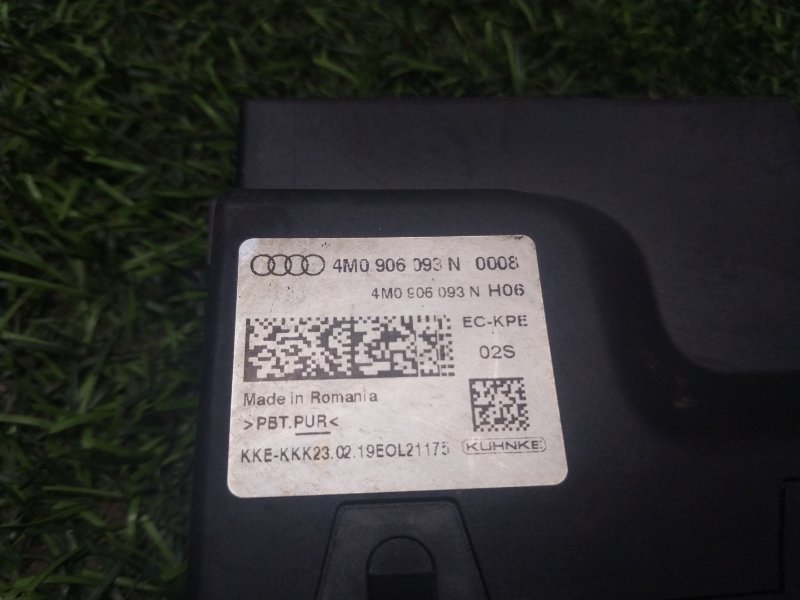 4M0 906 093 N 0008
4M0 906 093 N H06
EC-KPE
02S
Made in Romania
>PBT.PUR<
KKE-KKK23.02.19EOL21175
KUHNKE